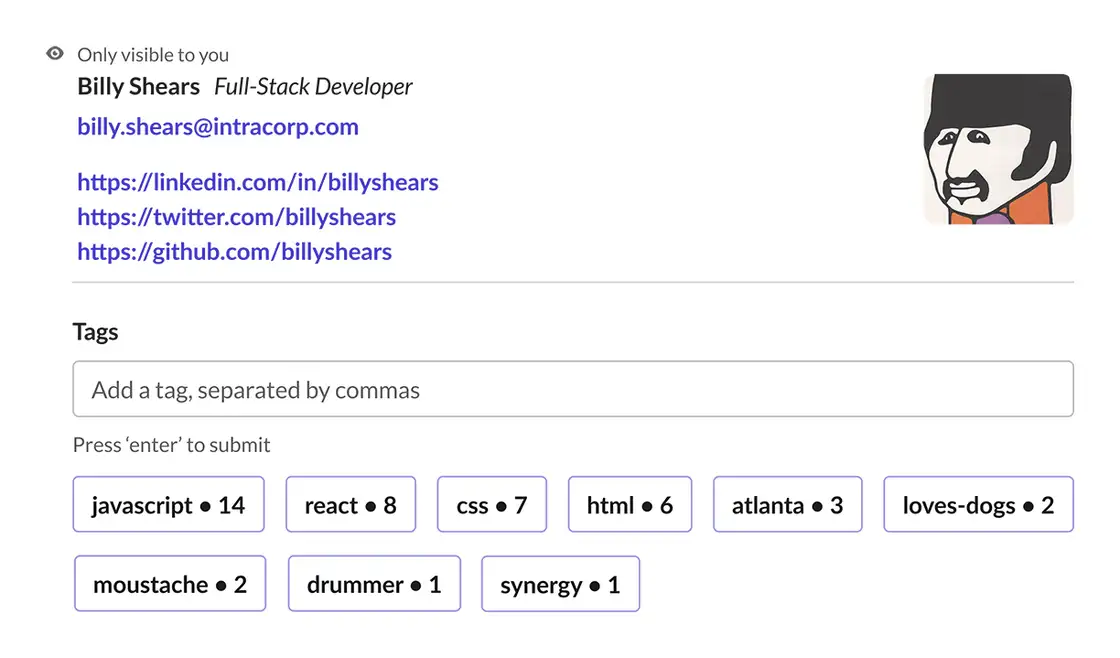 Only visible to you
Billy Shears Full-Stack Developer
billy.shears@intracorp.com
https://linkedin.com/in/billyshears
https://twitter.com/billyshears
https://github.com/billyshears
Tags
Add a tag, separated by commas
Press ‘enter’ to submit
javascript • 14 react • 8 css • 7 html • 6 atlanta • 3 loves-dogs • 2
moustache • 2 drummer • 1 synergy • 1